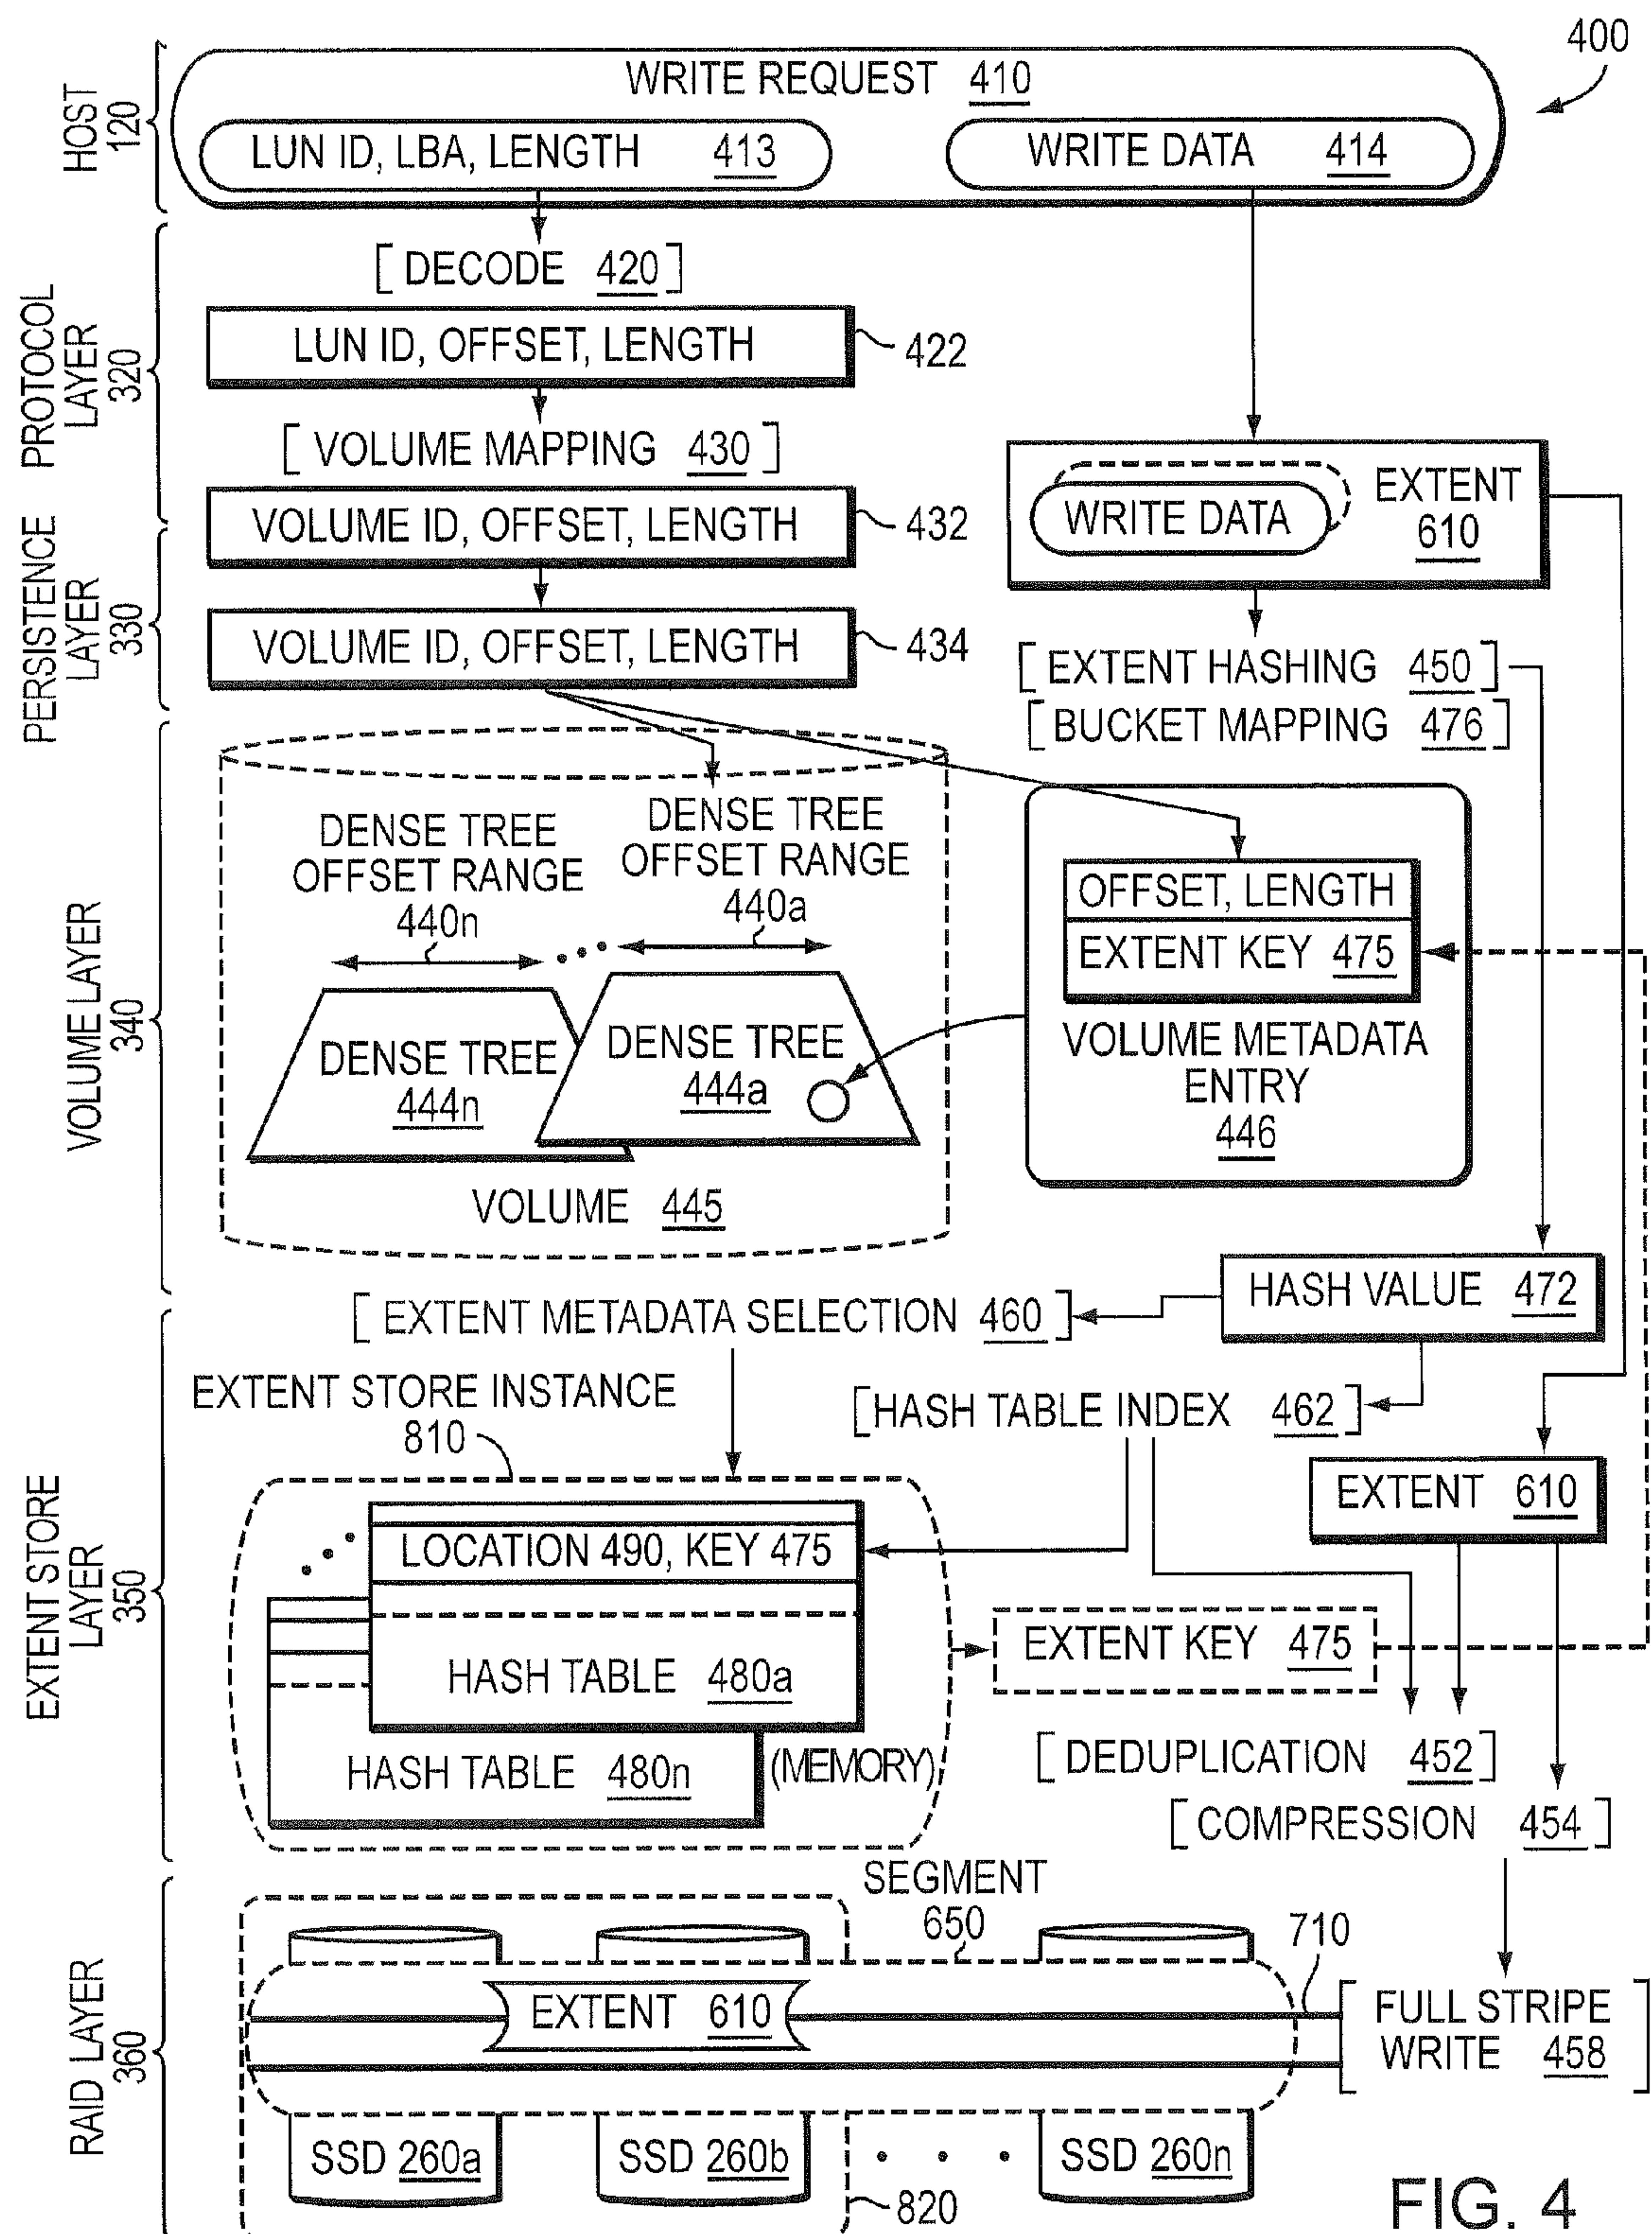 400
WRITE REQUEST 410
LUN ID, LBA, LENGTH 413
WRITE DATA 414
HOST
120
[DECODE 420]
LUN ID, OFFSET, LENGTH
422
[VOLUME MAPPING 430]
PROTOCOL
LAYER
320
VOLUME ID, OFFSET, LENGTH
432
WRITE DATA
EXTENT
610
VOLUME ID, OFFSET, LENGTH
434
PERSISTENCE
LAYER
330
[EXTENT HASHING 450]
[BUCKET MAPPING 476]
DENSE TREE
OFFSET RANGE
440n
DENSE TREE
OFFSET RANGE
440a
DENSE TREE
444n
DENSE TREE
444a
VOLUME 445
OFFSET, LENGTH
EXTENT KEY 475
VOLUME METADATA
ENTRY
446
VOLUME LAYER
340
HASH VALUE 472
[EXTENT METADATA SELECTION 460]
[HASH TABLE INDEX 462]
EXTENT STORE INSTANCE
810
EXTENT 610
LOCATION 490, KEY 475
HASH TABLE 480a
HASH TABLE 480n
(MEMORY)
EXTENT KEY 475
[DEDUPLICATION 452]
[COMPRESSION 454]
EXTENT STORE
LAYER
350
SEGMENT
650
710
EXTENT 610
[FULL STRIPE
WRITE 458]
SSD 260a
SSD 260b
• • •
SSD 260n
820
RAID LAYER
360
FIG. 4